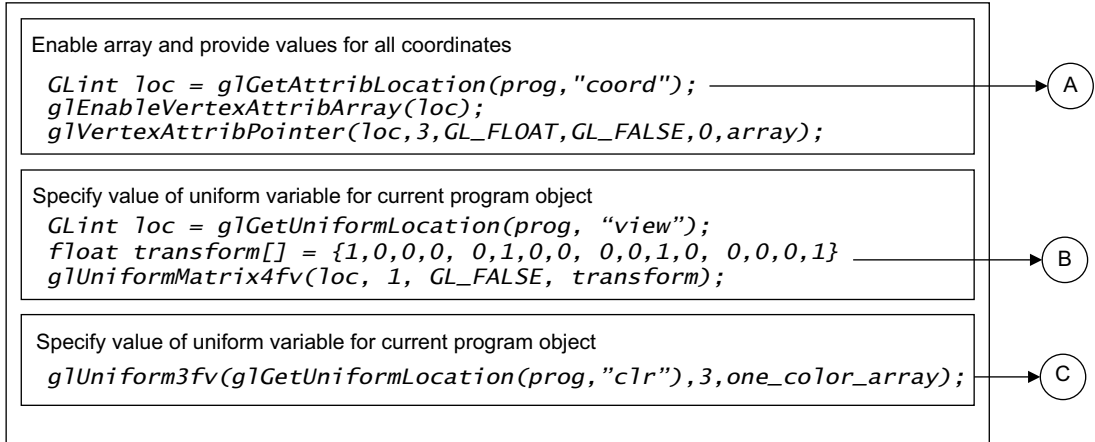 Enable array and provide values for all coordinates
GLint loc = glGetAttribLocation(prog,"coord");
A
glEnableVertexAttribArray(loc);
glVertexAttribPointer(loc,3,GL_FLOAT,GL_FALSE,0,array);
Specify value of uniform variable for current program object
GLint loc = glGetUniformLocation(prog, “view”);
float transform[] = {1,0,0,0, 0,1,0,0, 0,0,1,0, 0,0,0,1}
B
glUniformMatrix4fv(loc, 1, GL_FALSE, transform);
Specify value of uniform variable for current program object
glUniform3fv(glGetUniformLocation(prog,”clr”),3,one_color_array);
C